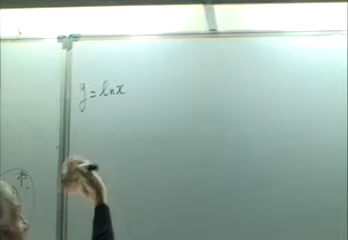 y = ln x